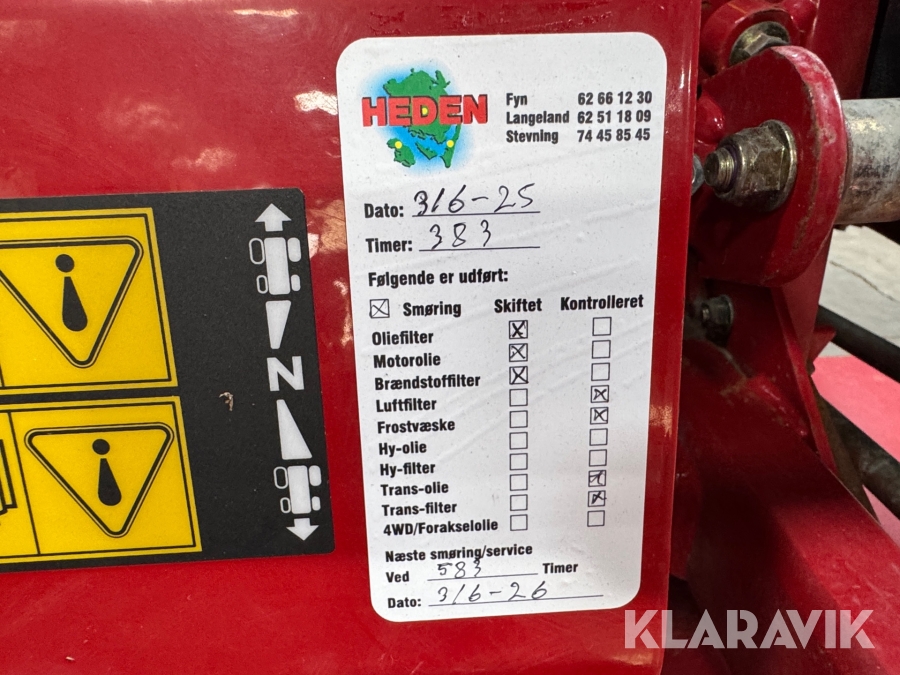 HEDEN
Fyn 62 66 12 30
Langeland 62 51 18 09
Stevning 74 45 85 45
Dato: 3/6-25
Timer: 383
Følgende er udført:
☒ Smøring Skiftet Kontrolleret
Oliefilter ☒ ☐
Motorolie ☒ ☐
Brændstoffilter ☒ ☐
Luftfilter ☐ ☒
Frostvæske ☐ ☒
Hy-olie ☐ ☐
Hy-filter ☐ ☐
Trans-olie ☐ ☒
Trans-filter ☐ ☒
4WD/Forakselolle ☐ ☐
Næste smøring/service
Ved 583 Timer
Dato: 3/6-26
N
KLARAVIK